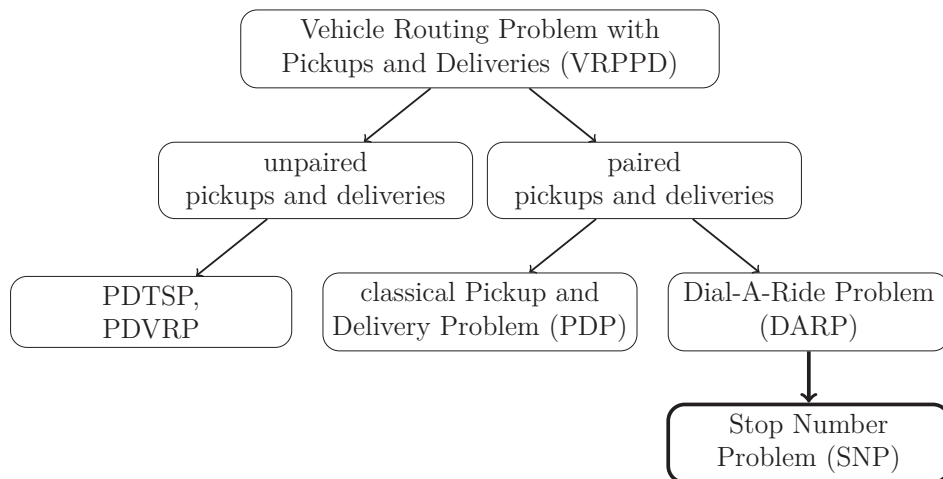 Vehicle Routing Problem with
Pickups and Deliveries (VRPPD)
unpaired
pickups and deliveries
paired
pickups and deliveries
PDTSP,
PDVRP
classical Pickup and
Delivery Problem (PDP)
Dial-A-Ride Problem
(DARP)
Stop Number
Problem (SNP)